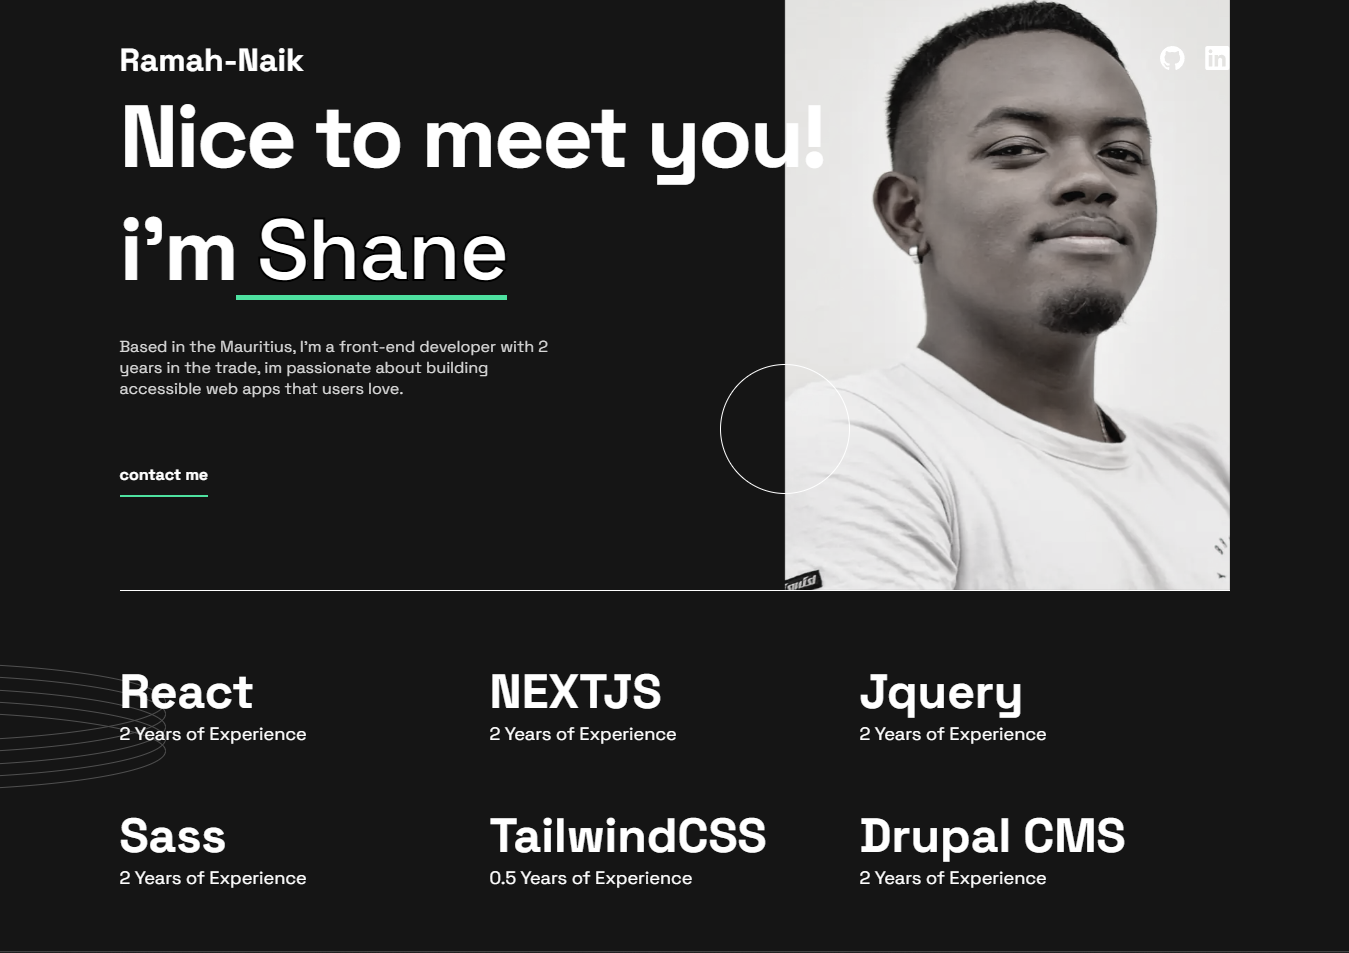 Ramah-Naik
Nice to meet you!
i'm Shane
Based in the Mauritius, I'm a front-end developer with 2
years in the trade, im passionate about building
accessible web apps that users love.
contact me
React
2 Years of Experience
NEXTJS
2 Years of Experience
Jquery
2 Years of Experience
Sass
2 Years of Experience
TailwindCSS
0.5 Years of Experience
Drupal CMS
2 Years of Experience